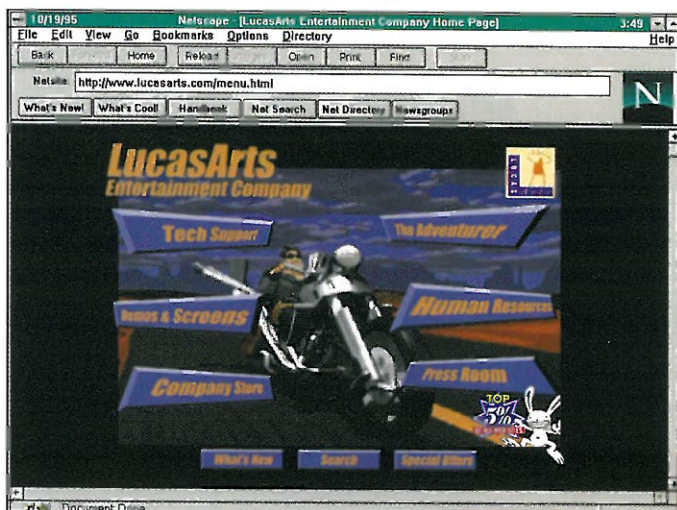 10/19/95 Netscape - [LucasArts Entertainment Company Home Page] 3:49
File Edit View Go Bookmarks Options Directory Help
Back Home Reload Open Print Find
Netsite: http://www.lucasarts.com/menu.html
What's New! What's Cool! Handbook Net Search Net Directory Newsgroups
N
LucasArts
Entertainment Company
LUCAS
Tech Support The Adventurer
Demos & Screens Human Resources
Company Store Press Room
TOP
5%
What's New Search Special Offers
Document Done